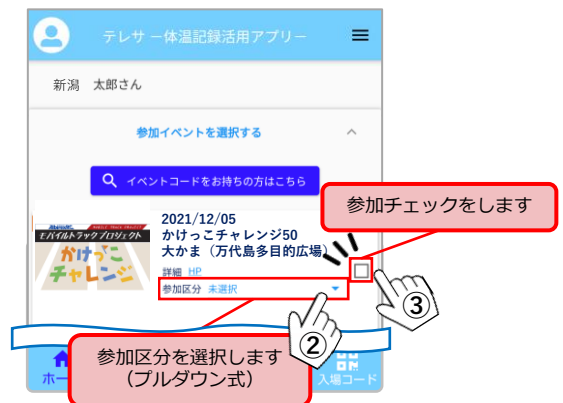 テレサ －体温記録活用アプリ－
新潟 太郎さん
参加イベントを選択する
イベントコードをお持ちの方はこちら
参加チェックをします
モバイルトラックプロジェクト
かけっこ
チャレンジ
2021/12/05
かけっこチャレンジ50
大かま（万代島多目的広場）
詳細 HP
参加区分 未選択
③
②
参加区分を選択します
（プルダウン式）
ホー
入場コード